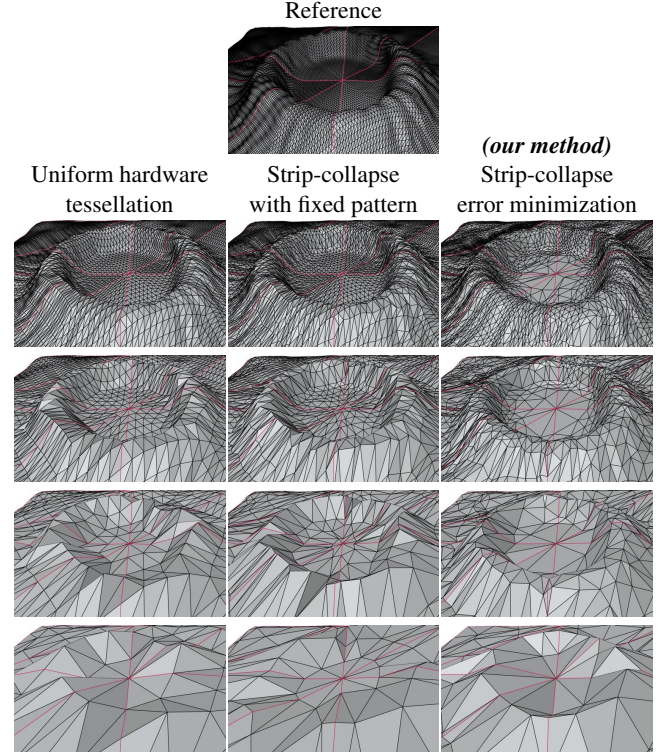 Reference
Uniform hardware
tessellation
Strip-collapse
with fixed pattern
(our method)
Strip-collapse
error minimization